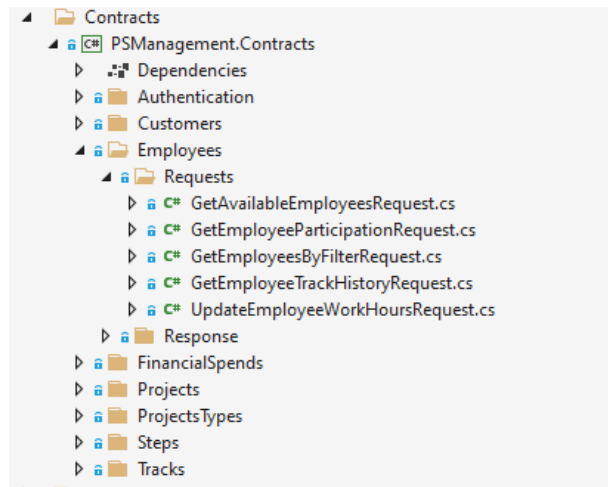 Contracts
C# PSManagement.Contracts
Dependencies
Authentication
Customers
Employees
Requests
C# GetAvailableEmployeesRequest.cs
C# GetEmployeeParticipationRequest.cs
C# GetEmployeesByFilterRequest.cs
C# GetEmployeeTrackHistoryRequest.cs
C# UpdateEmployeeWorkHoursRequest.cs
Response
FinancialSpends
Projects
ProjectsTypes
Steps
Tracks